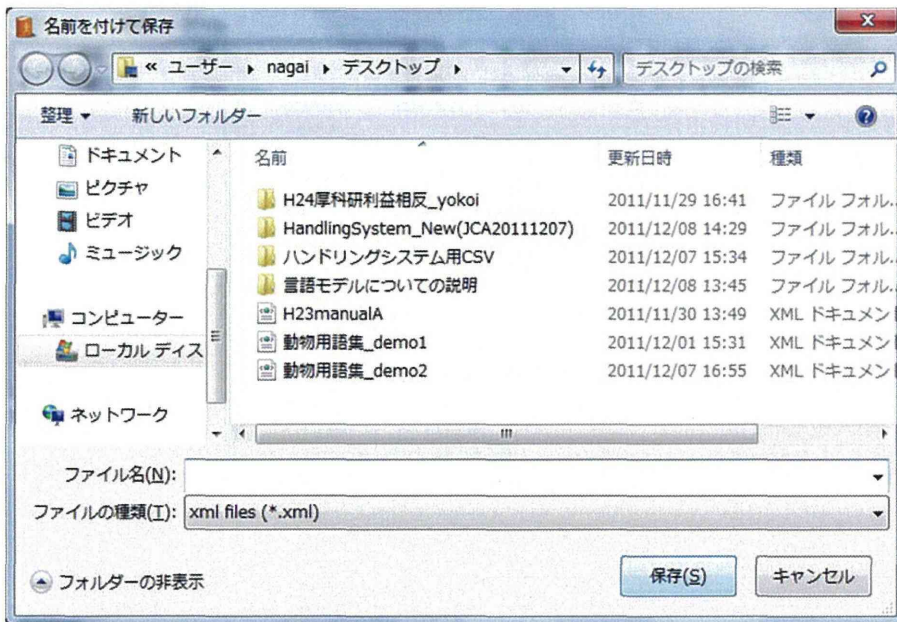 名前を付けて保存
« ユーザー ▸ nagai ▸ デスクトップ ▸
デスクトップの検索
整理 ▼ 新しいフォルダー
ドキュメント
ピクチャ
ビデオ
ミュージック
コンピューター
ローカル ディス
ネットワーク
名前 更新日時 種類
H24厚科研利益相反_yokoi 2011/11/29 16:41 ファイル フォル..
HandlingSystem_New(JCA20111207) 2011/12/08 14:29 ファイル フォル..
ハンドリングシステム用CSV 2011/12/07 15:34 ファイル フォル..
言語モデルについての説明 2011/12/08 13:45 ファイル フォル..
H23manualA 2011/11/30 13:49 XML ドキュメント
動物用語集_demo1 2011/12/01 15:31 XML ドキュメント
動物用語集_demo2 2011/12/07 16:55 XML ドキュメント
ファイル名(N):
ファイルの種類(T): xml files (*.xml)
フォルダーの非表示
保存(S) キャンセル